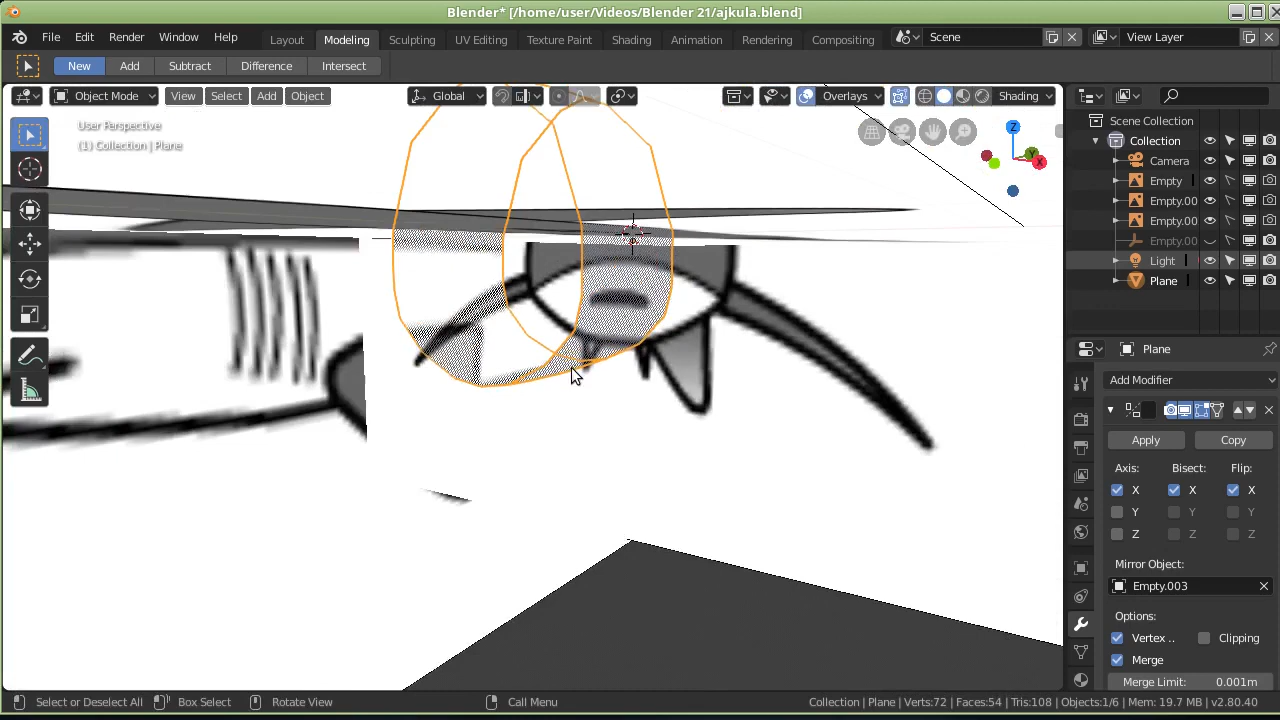 Blender* [/home/user/Videos/Blender 21/ajkula.blend]
File Edit Render Window Help Layout Modeling Sculpting UV Editing Texture Paint Shading Animation Rendering Compositing Scene View Layer
New Add Subtract Difference Intersect
Object Mode View Select Add Object Global Overlays Shading
User Perspective
(1) Collection | Plane
Z
Y
X
Scene Collection
Collection
Camera
Empty
Empty.00
Empty.00
Empty.00
Light
Plane
Plane
Add Modifier
Apply Copy
Axis: Bisect: Flip:
X X X
Y Y Y
Z Z Z
Mirror Object:
Empty.003
Options:
Vertex .. Clipping
Merge
Merge Limit: 0.001m
Select or Deselect All Box Select Rotate View Call Menu Collection | Plane | Verts:72 | Faces:54 | Tris:108 | Objects:1/6 | Mem: 19.7 MB | v2.80.40